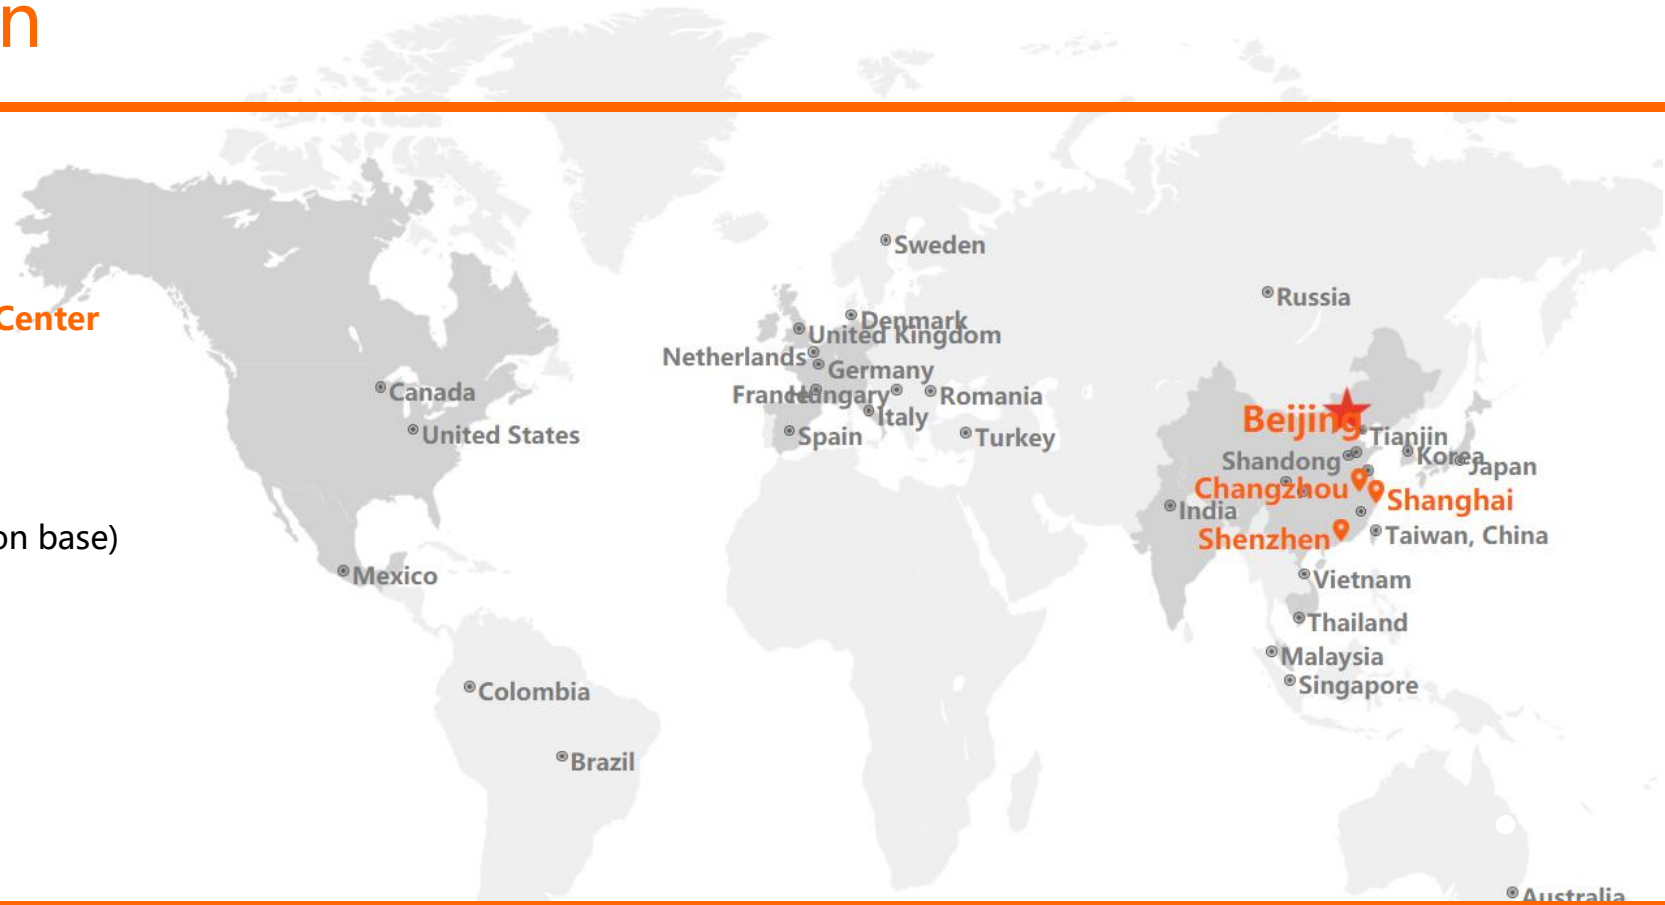 n
Sweden
Russia
Center
Denmark
United Kingdom
Netherlands
Germany
Canada
France
Hungary
Romania
Italy
Beijing
United States
Spain
Turkey
Tianjin
Korea
Shandong
Japan
Changzhou
Shanghai
India
on base)
Shenzhen
Taiwan, China
Mexico
Vietnam
Thailand
Malaysia
Singapore
Colombia
Brazil
Australia